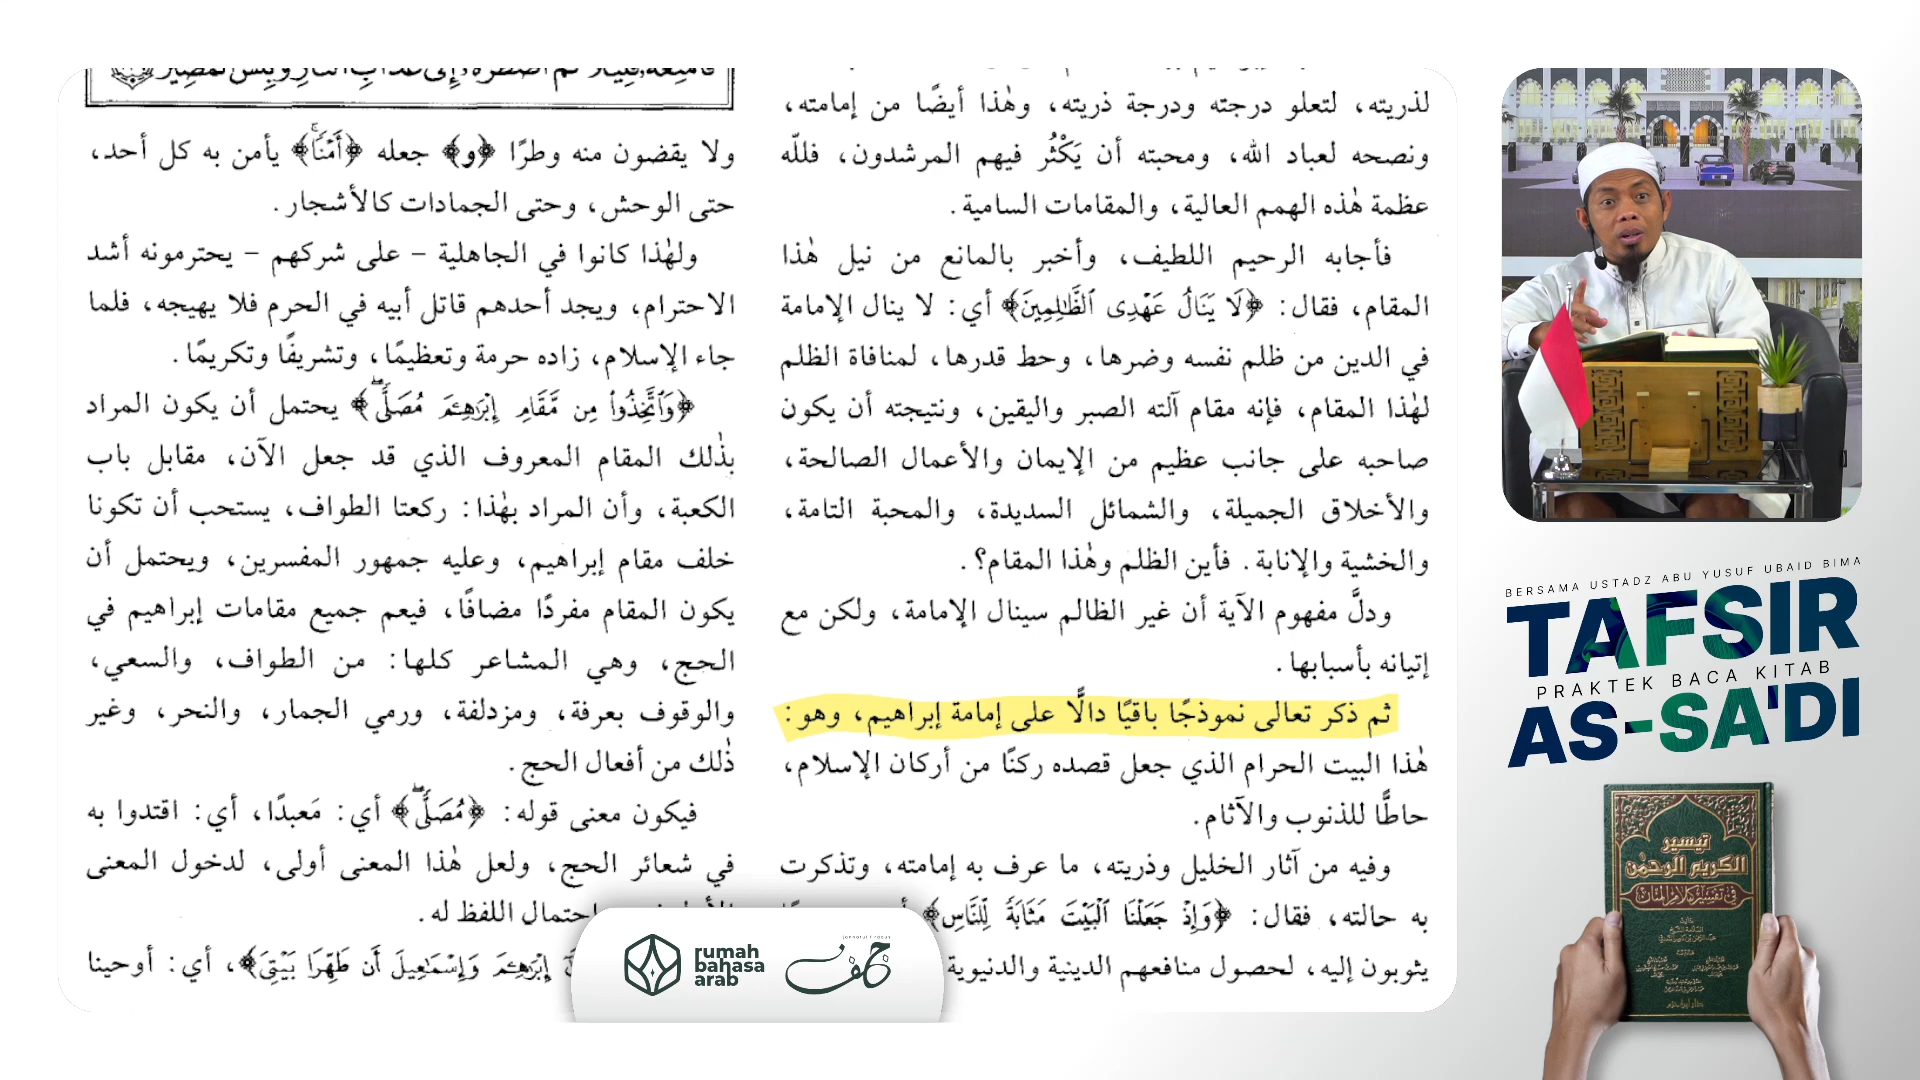 لذريته، لتعلو درجته ودرجة ذريته، وهٰذا أيضًا من إمامته،
ونصحه لعباد الله، ومحبته أن يَكْثُر فيهم المرشدون، فللّه
عظمة هٰذه الهمم العالية، والمقامات السامية.
فأجابه الرحيم اللطيف، وأخبر بالمانع من نيل هٰذا
المقام، فقال: ﴿لَا يَنَالُ عَهْدِى ٱلظَّـٰلِمِينَ﴾ أي: لا ينال الإمامة
في الدين من ظلم نفسه وضرها، وحط قدرها، لمنافاة الظلم
لهٰذا المقام، فإنه مقام آلته الصبر واليقين، ونتيجته أن يكون
صاحبه على جانب عظيم من الإيمان والأعمال الصالحة،
والأخلاق الجميلة، والشمائل السديدة، والمحبة التامة،
والخشية والإنابة. فأين الظلم وهٰذا المقام؟.
ودلَّ مفهوم الآية أن غير الظالم سينال الإمامة، ولكن مع
إتيانه بأسبابها.
ثم ذكر تعالى نموذجًا باقيًا دالًّا على إمامة إبراهيم، وهو:
هٰذا البيت الحرام الذي جعل قصده ركنًا من أركان الإسلام،
حاطًّا للذنوب والآثام.
وفيه من آثار الخليل وذريته، ما عرف به إمامته، وتذكرت
به حالته، فقال: ﴿وَإِذْ جَعَلْنَا ٱلْبَيْتَ مَثَابَةً لِّلنَّاسِ﴾
يثوبون إليه، لحصول منافعهم الدينية والدنيوية
ولا يقضون منه وطرًا ﴿و﴾ جعله ﴿أَمْنًا﴾ يأمن به كل أحد،
حتى الوحش، وحتى الجمادات كالأشجار.
ولهٰذا كانوا في الجاهلية – على شركهم – يحترمونه أشد
الاحترام، ويجد أحدهم قاتل أبيه في الحرم فلا يهيجه، فلما
جاء الإسلام، زاده حرمة وتعظيمًا، وتشريفًا وتكريمًا.
﴿وَٱتَّخِذُوا۟ مِن مَّقَامِ إِبْرَٰهِـۧمَ مُصَلًّى﴾ يحتمل أن يكون المراد
بذٰلك المقام المعروف الذي قد جعل الآن، مقابل باب
الكعبة، وأن المراد بهٰذا: ركعتا الطواف، يستحب أن تكونا
خلف مقام إبراهيم، وعليه جمهور المفسرين، ويحتمل أن
يكون المقام مفردًا مضافًا، فيعم جميع مقامات إبراهيم في
الحج، وهي المشاعر كلها: من الطواف، والسعي،
والوقوف بعرفة، ومزدلفة، ورمي الجمار، والنحر، وغير
ذٰلك من أفعال الحج.
فيكون معنى قوله: ﴿مُصَلًّى﴾ أي: مَعبدًا، أي: اقتدوا به
في شعائر الحج، ولعل هٰذا المعنى أولى، لدخول المعنى
احتمال اللفظ له.
إِبْرَٰهِـۧمَ وَإِسْمَـٰعِيلَ أَن طَهِّرَا بَيْتِىَ﴾، أي: أوحينا
rumah
bahasa
arab
BERSAMA USTADZ ABU YUSUF UBAID BIMA
TAFSIR
PRAKTEK BACA KITAB
AS-SA'DI
تيسير
الكريم الرحمٰن
في تفسير كلام المنان